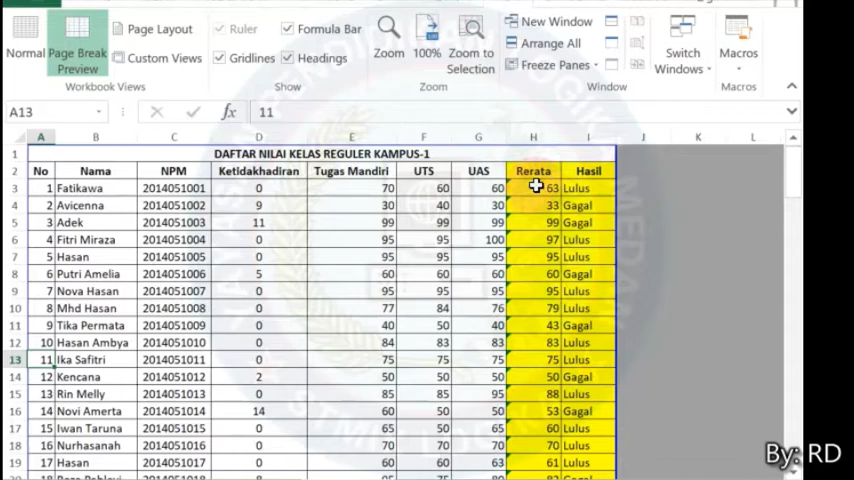 Normal
Page Break
Preview
Page Layout
Custom Views
Workbook Views
Ruler
Formula Bar
Gridlines
Headings
Show
Zoom
100%
Zoom to
Selection
Zoom
New Window
Arrange All
Freeze Panes
Switch
Windows
Window
Macros
Macros
A13 fx 11
A B C D E F G H I J K L
1 DAFTAR NILAI KELAS REGULER KAMPUS-1
2 No Nama NPM Ketidakhadiran Tugas Mandiri UTS UAS Rerata Hasil
3 1 Fatikawa 2014051001 0 70 60 60 63 Lulus
4 2 Avicenna 2014051002 9 30 40 30 33 Gagal
5 3 Adek 2014051003 11 99 99 99 99 Gagal
6 4 Fitri Miraza 2014051004 0 95 95 100 97 Lulus
7 5 Hasan 2014051005 0 95 95 95 95 Lulus
8 6 Putri Amelia 2014051006 5 60 60 60 60 Gagal
9 7 Nova Hasan 2014051007 0 95 95 95 95 Lulus
10 8 Mhd Hasan 2014051008 0 77 84 76 79 Lulus
11 9 Tika Permata 2014051009 0 40 50 40 43 Gagal
12 10 Hasan Ambya 2014051010 0 84 83 83 83 Lulus
13 11 Ika Safitri 2014051011 0 75 75 75 75 Lulus
14 12 Kencana 2014051012 2 50 50 50 50 Gagal
15 13 Rin Melly 2014051013 0 85 85 95 88 Lulus
16 14 Novi Amerta 2014051014 14 60 50 50 53 Gagal
17 15 Iwan Taruna 2014051015 0 65 50 65 60 Lulus
18 16 Nurhasanah 2014051016 0 70 70 70 70 Lulus
19 17 Hasan 2014051017 0 60 60 63 61 Lulus
By: RD